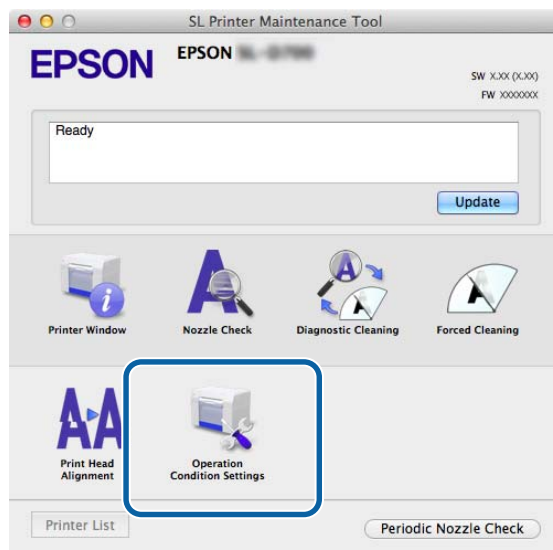 SL Printer Maintenance Tool
EPSON
EPSON
SW X.XX (X.XX)
FW XXXXXXX
Ready
Update
Printer Window
Nozzle Check
Diagnostic Cleaning
Forced Cleaning
Print Head
Alignment
Operation
Condition Settings
Printer List
Periodic Nozzle Check